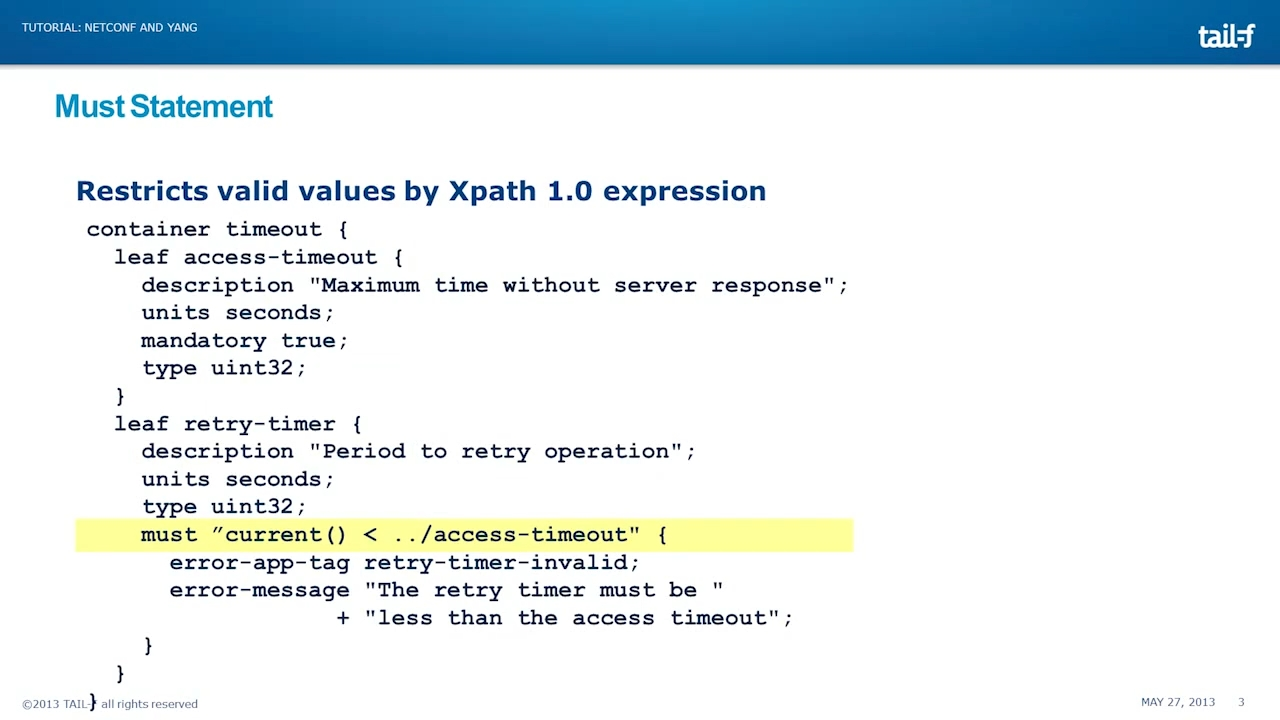 TUTORIAL: NETCONF AND YANG
tail-f
Must Statement
Restricts valid values by Xpath 1.0 expression
container timeout {
  leaf access-timeout {
    description "Maximum time without server response";
    units seconds;
    mandatory true;
    type uint32;
  }
  leaf retry-timer {
    description "Period to retry operation";
    units seconds;
    type uint32;
    must ”current() < ../access-timeout" {
      error-app-tag retry-timer-invalid;
      error-message "The retry timer must be "
                  + "less than the access timeout";
    }
  }
}
©2013 TAIL-f all rights reserved
MAY 27, 2013 3